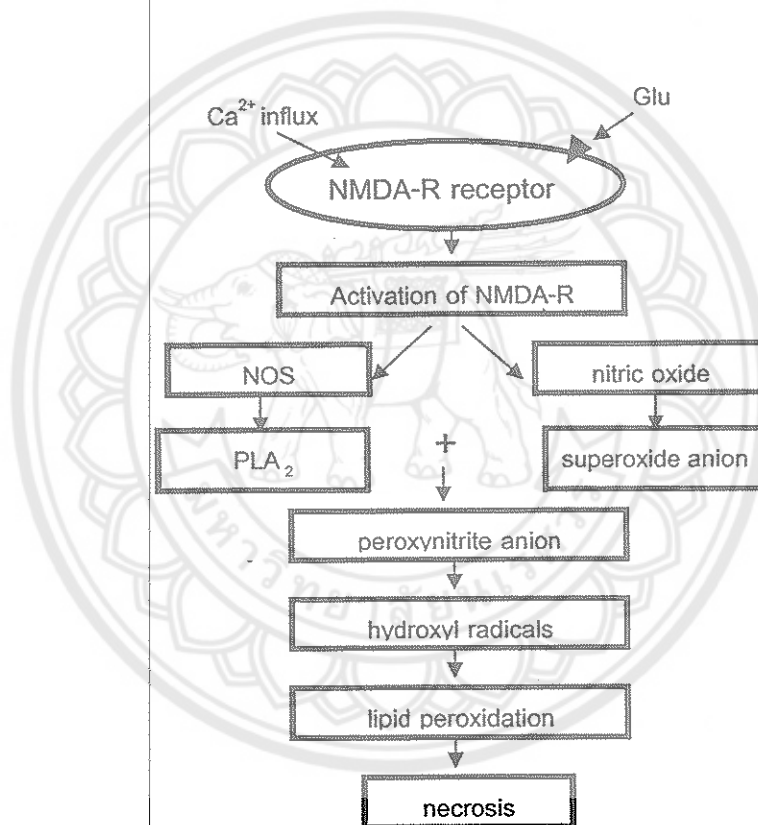 Glu
Ca2+ influx
NMDA-R receptor
Activation of NMDA-R
NOS
nitric oxide
PLA2
+
superoxide anion
peroxynitrite anion
hydroxyl radicals
lipid peroxidation
necrosis